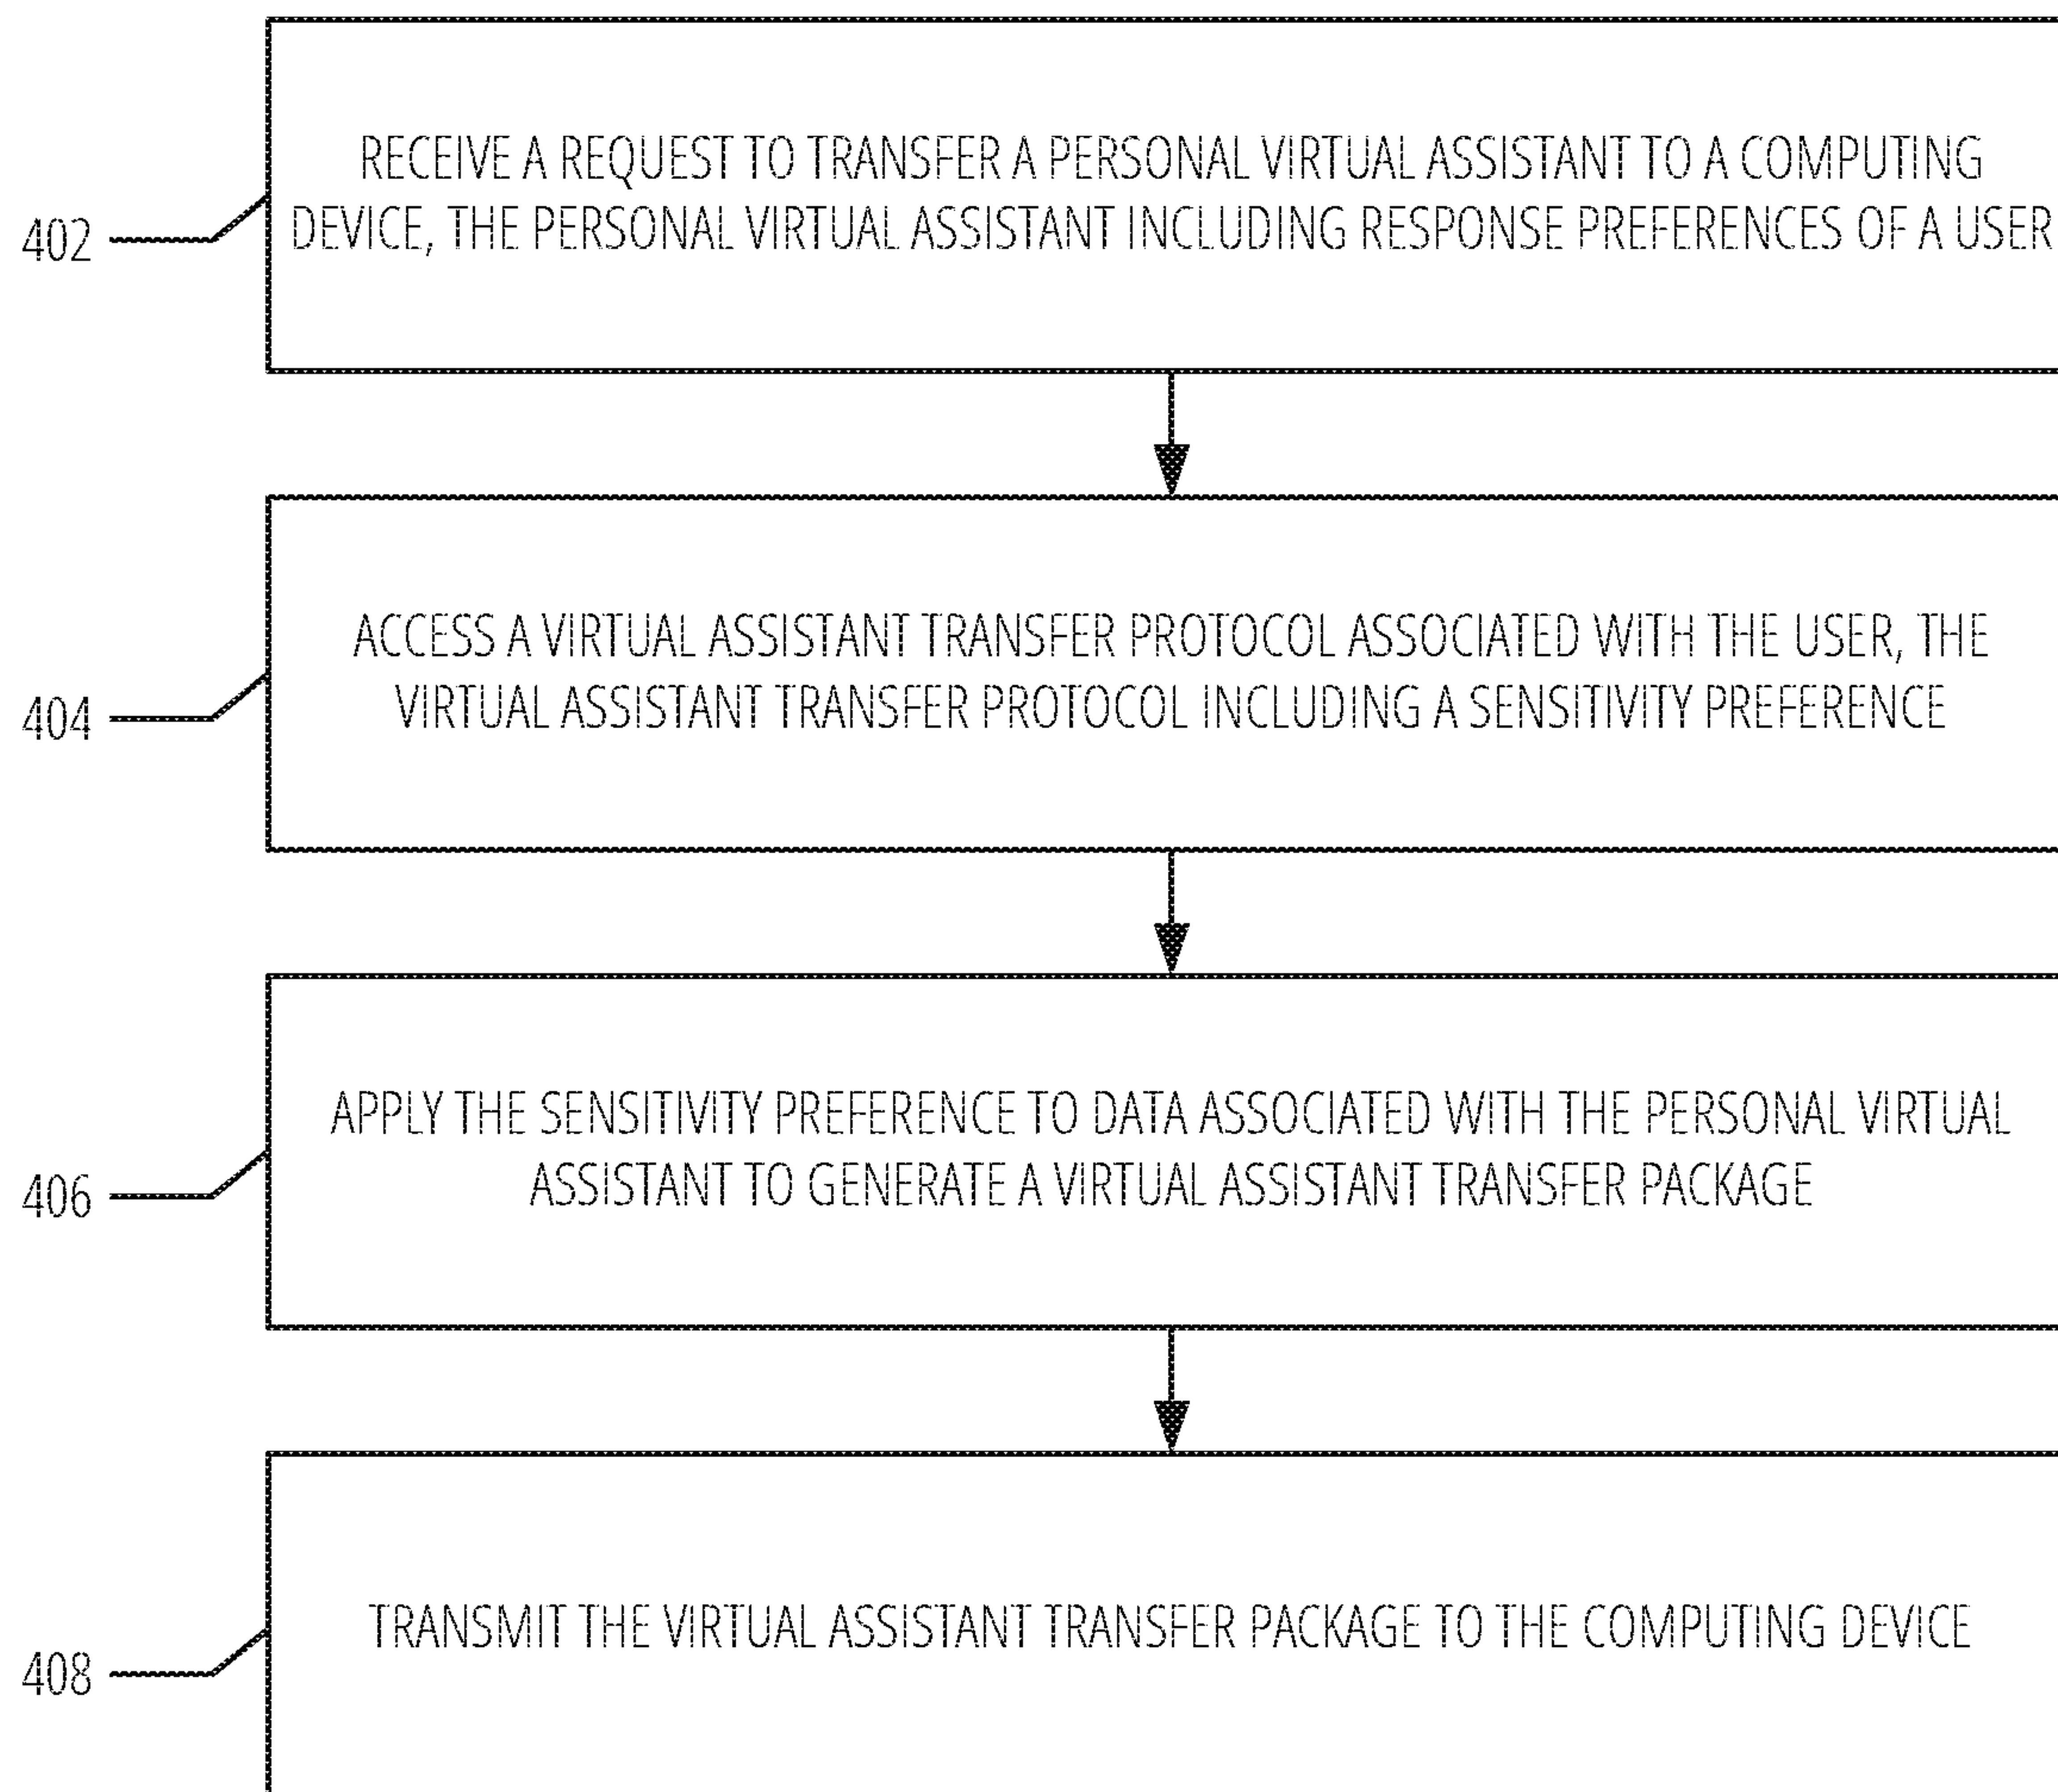 RECEIVE A REQUEST TO TRANSFER A PERSONAL VIRTUAL ASSISTANT TO A COMPUTING
DEVICE, THE PERSONAL VIRTUAL ASSISTANT INCLUDING RESPONSE PREFERENCES OF A USER
402
ACCESS A VIRTUAL ASSISTANT TRANSFER PROTOCOL ASSOCIATED WITH THE USER, THE
VIRTUAL ASSISTANT TRANSFER PROTOCOL INCLUDING A SENSITIVITY PREFERENCE
404
APPLY THE SENSITIVITY PREFERENCE TO DATA ASSOCIATED WITH THE PERSONAL VIRTUAL
ASSISTANT TO GENERATE A VIRTUAL ASSISTANT TRANSFER PACKAGE
406
TRANSMIT THE VIRTUAL ASSISTANT TRANSFER PACKAGE TO THE COMPUTING DEVICE
408